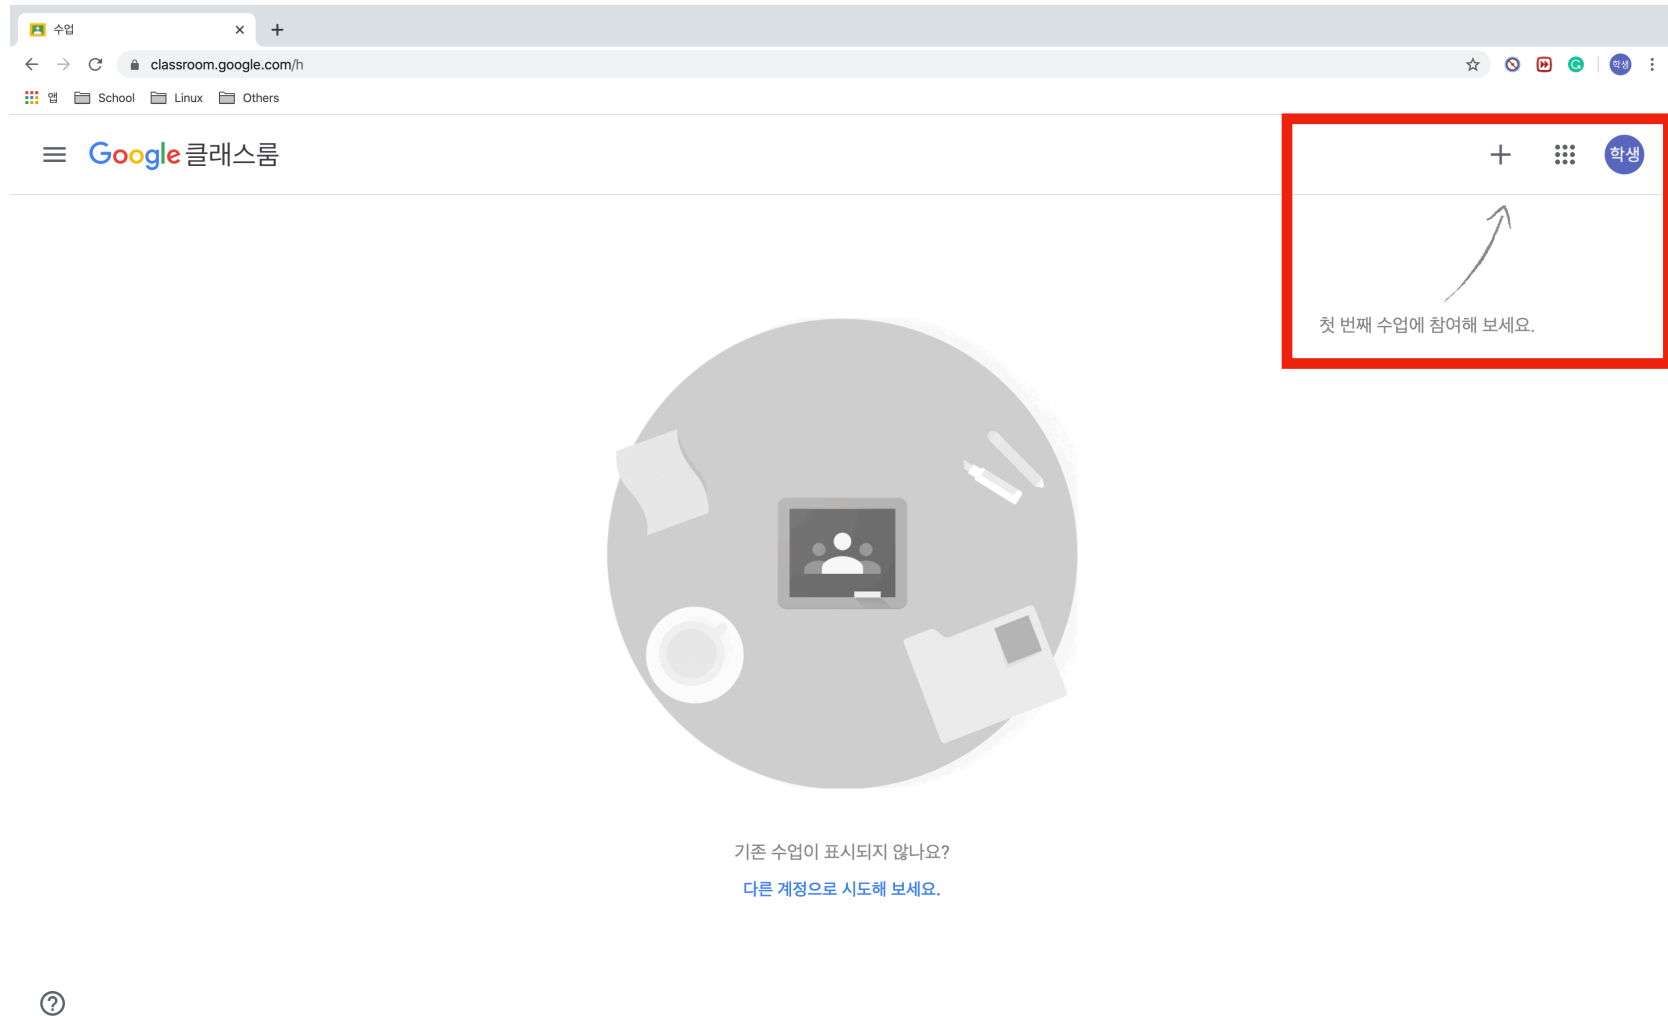 수업
classroom.google.com/h
학생
앱 School Linux Others
Google 클래스룸
학생
첫 번째 수업에 참여해 보세요.
기존 수업이 표시되지 않나요?
다른 계정으로 시도해 보세요.